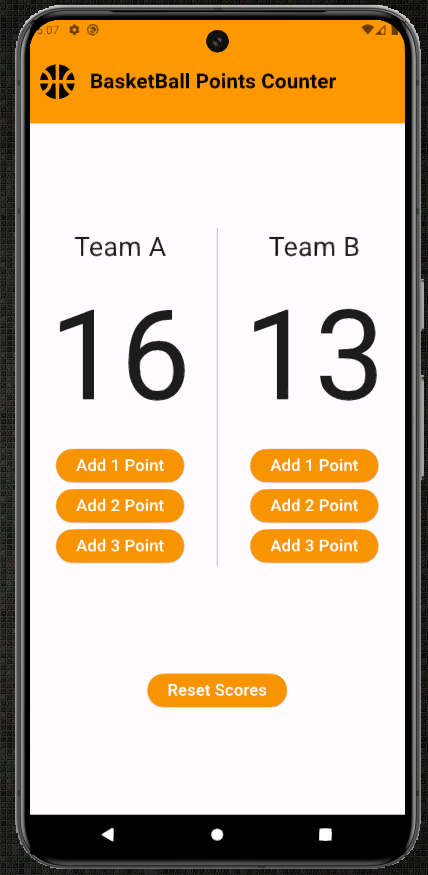 5:07
BasketBall Points Counter
Team A
Team B
16
13
Add 1 Point
Add 1 Point
Add 2 Point
Add 2 Point
Add 3 Point
Add 3 Point
Reset Scores